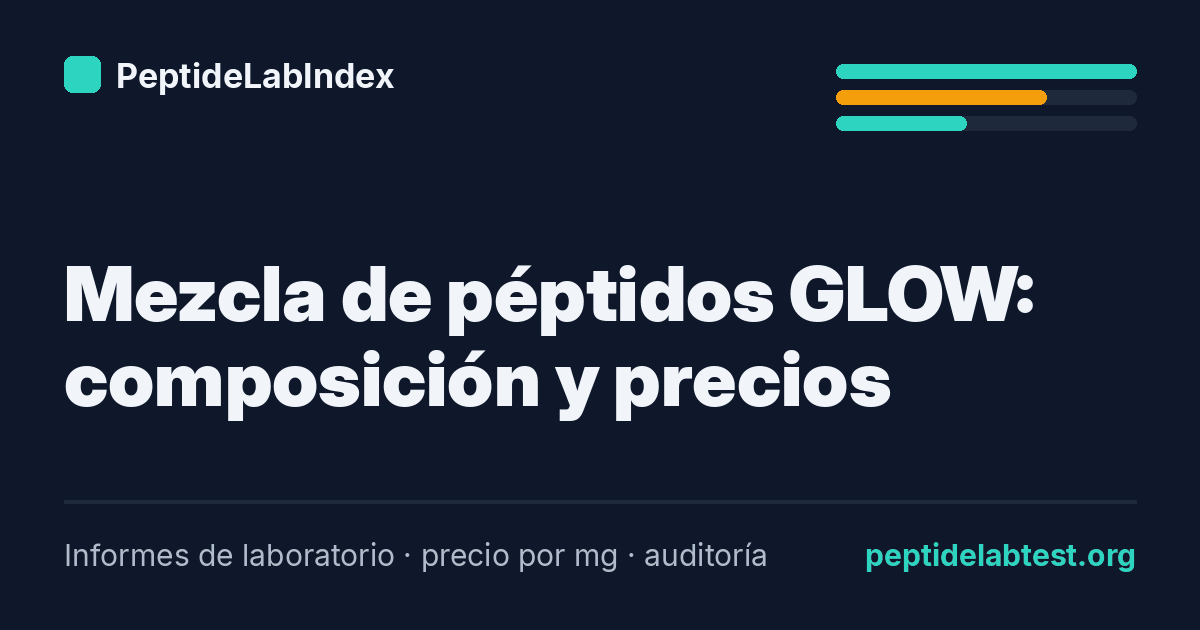 PeptideLabIndex
Mezcla de péptidos GLOW:
composición y precios
Informes de laboratorio · precio por mg · auditoría
peptidelabtest.org